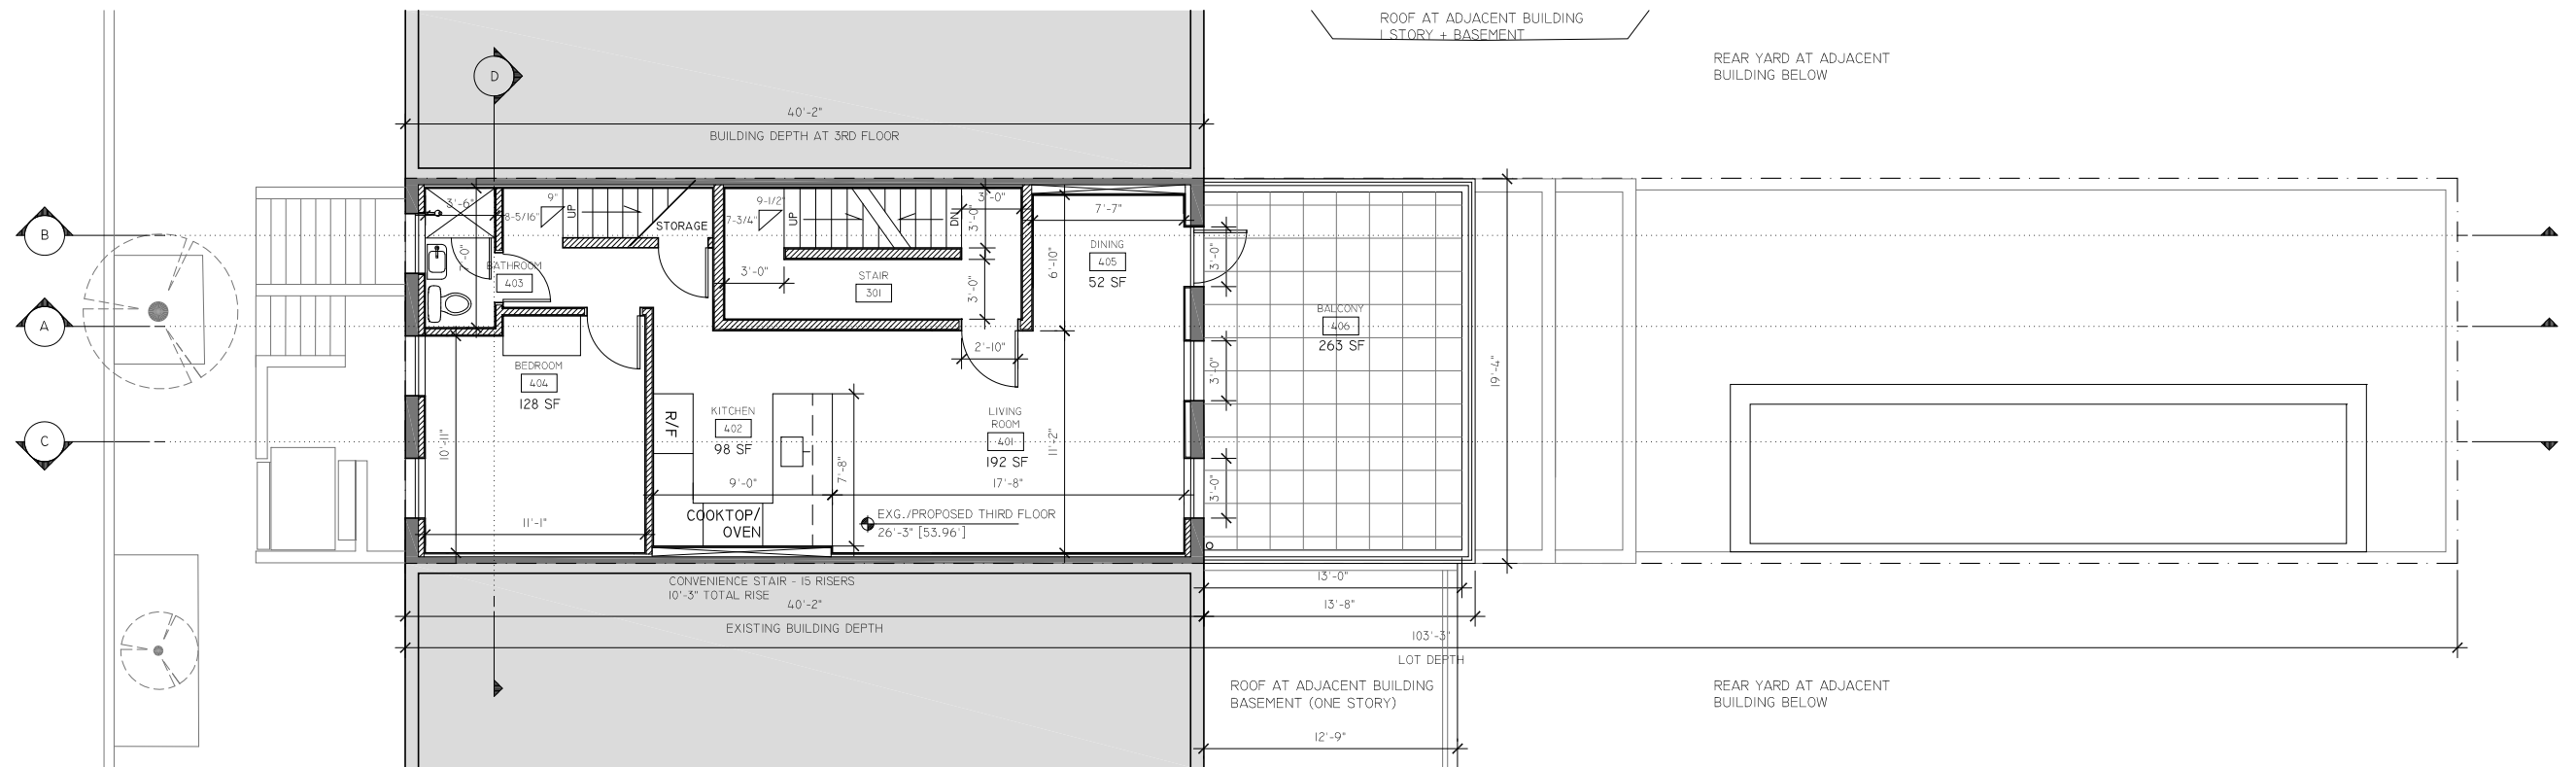 ROOF AT ADJACENT BUILDING
1 STORY + BASEMENT
REAR YARD AT ADJACENT
BUILDING BELOW
D
40'-2"
BUILDING DEPTH AT 3RD FLOOR
B
A
C
3'-6"
8-5/16"
9"
UP
STORAGE
7-3/4"
9-1/2"
UP
DN
3'-0"
3'-0"
7'-7"
BATHROOM
403
3'-0"
STAIR
301
3'-0"
6'-10"
DINING
405
52 SF
3'-0"
BALCONY
406
263 SF
2'-10"
BEDROOM
404
128 SF
R/F
KITCHEN
402
98 SF
LIVING
ROOM
401
192 SF
3'-0"
19'-4"
10'-11"
11'-2"
7'-8"
9'-0"
17'-8"
3'-0"
COOKTOP/
OVEN
11'-1"
EXG./PROPOSED THIRD FLOOR
26'-3" [53.96']
CONVENIENCE STAIR - 15 RISERS
10'-3" TOTAL RISE
40'-2"
EXISTING BUILDING DEPTH
13'-0"
13'-8"
103'-3"
LOT DEPTH
ROOF AT ADJACENT BUILDING
BASEMENT (ONE STORY)
REAR YARD AT ADJACENT
BUILDING BELOW
12'-9"